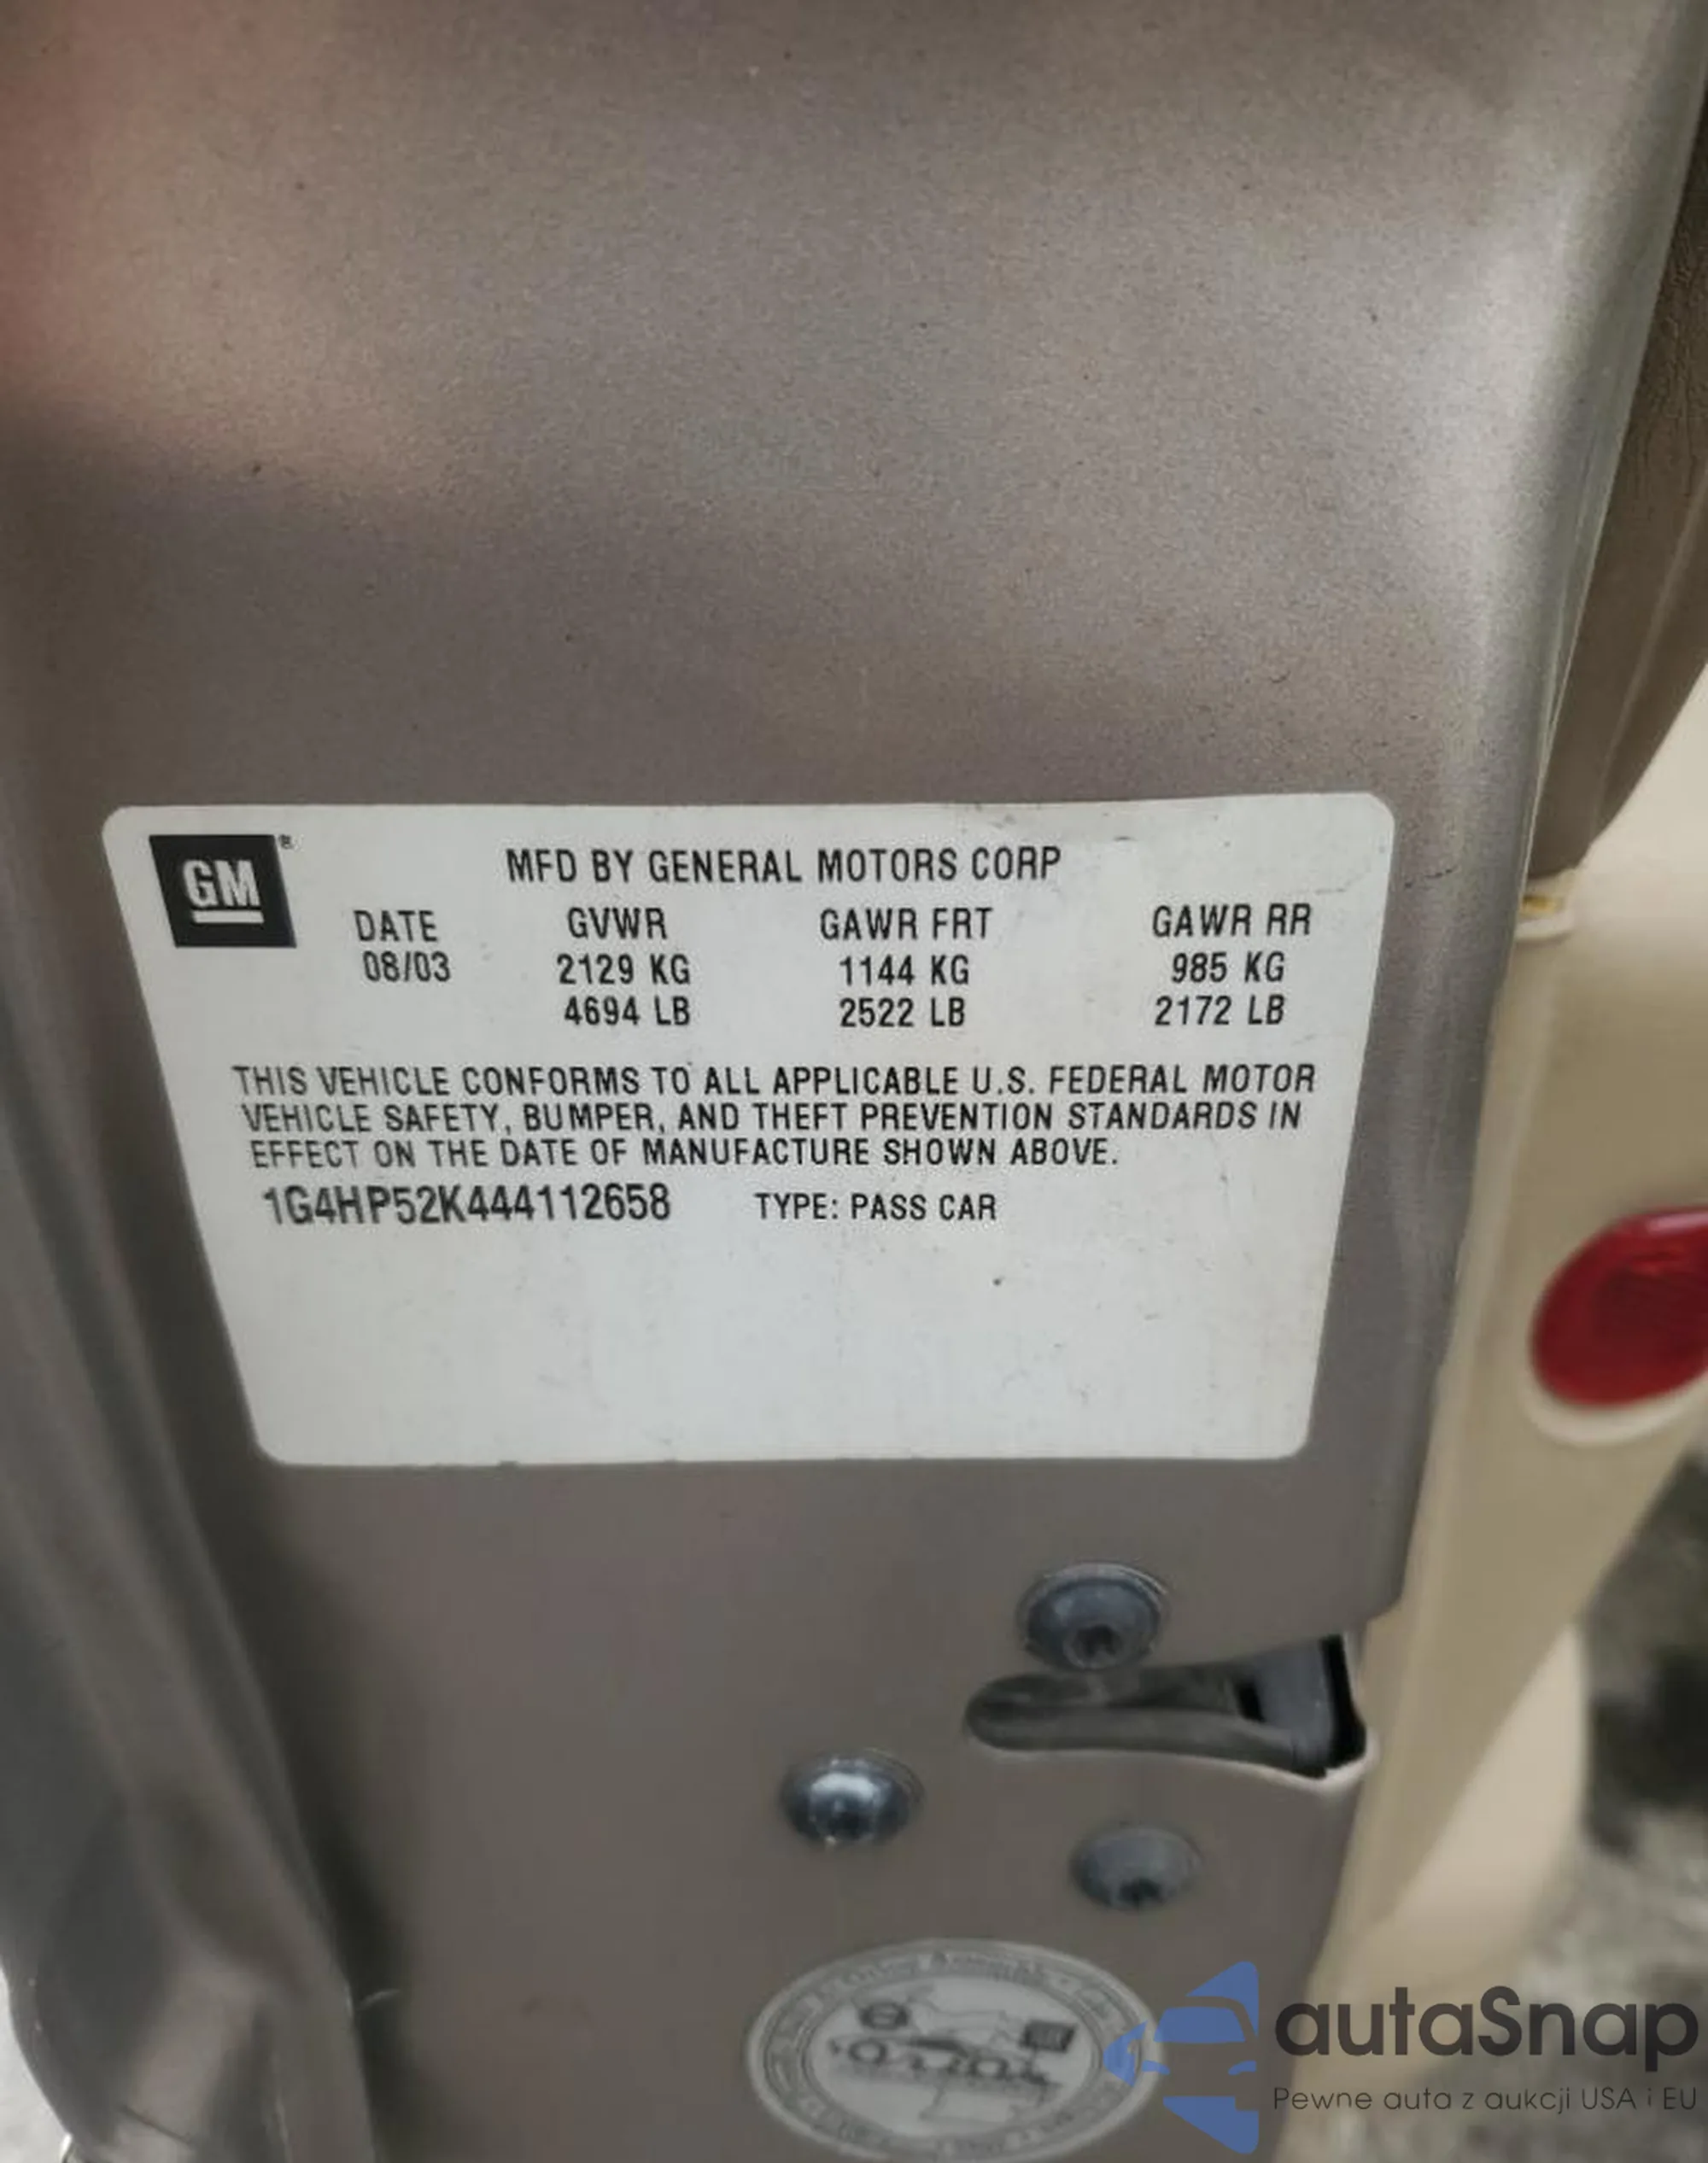 GM®
MFD BY GENERAL MOTORS CORP
DATE GVWR GAWR FRT GAWR RR
08/03 2129 KG 1144 KG 985 KG
4694 LB 2522 LB 2172 LB
THIS VEHICLE CONFORMS TO ALL APPLICABLE U.S. FEDERAL MOTOR
VEHICLE SAFETY, BUMPER, AND THEFT PREVENTION STANDARDS IN
EFFECT ON THE DATE OF MANUFACTURE SHOWN ABOVE.
1G4HP52K444112658 TYPE: PASS CAR
autaSnap
Pewne auta z aukcji USA i EU